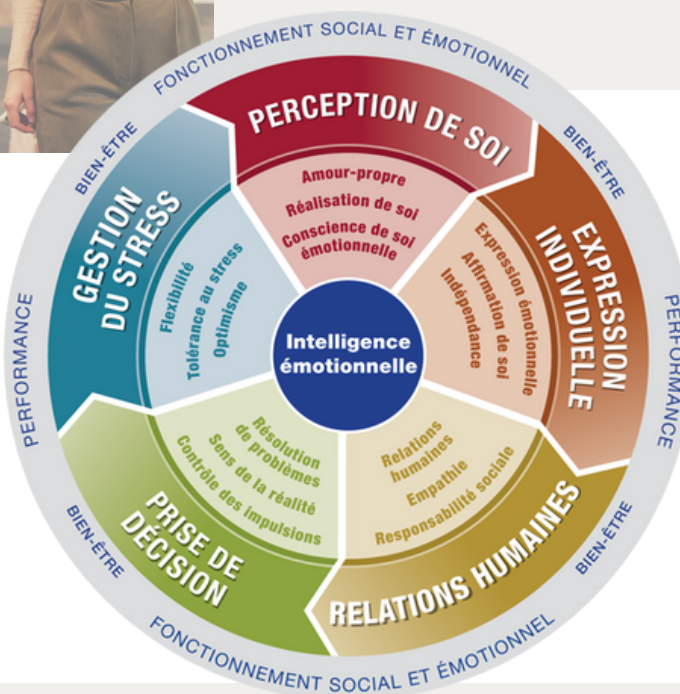 FONCTIONNEMENT SOCIAL ET ÉMOTIONNEL
BIEN-ÊTRE
BIEN-ÊTRE
PERFORMANCE
PERFORMANCE
PERCEPTION DE SOI
Amour-propre
Réalisation de soi
Conscience de soi
émotionnelle
EXPRESSION
INDIVIDUELLE
Expression émotionnelle
Affirmation de soi
Indépendance
GESTION
DU STRESS
Flexibilité
Tolérance au stress
Optimisme
Intelligence
émotionnelle
Résolution
de problèmes
Sens de la réalité
Contrôle des impulsions
PRISE DE
DÉCISION
Relations
humaines
Empathie
Responsabilité sociale
RELATIONS HUMAINES
BIEN-ÊTRE
BIEN-ÊTRE
FONCTIONNEMENT SOCIAL ET ÉMOTIONNEL